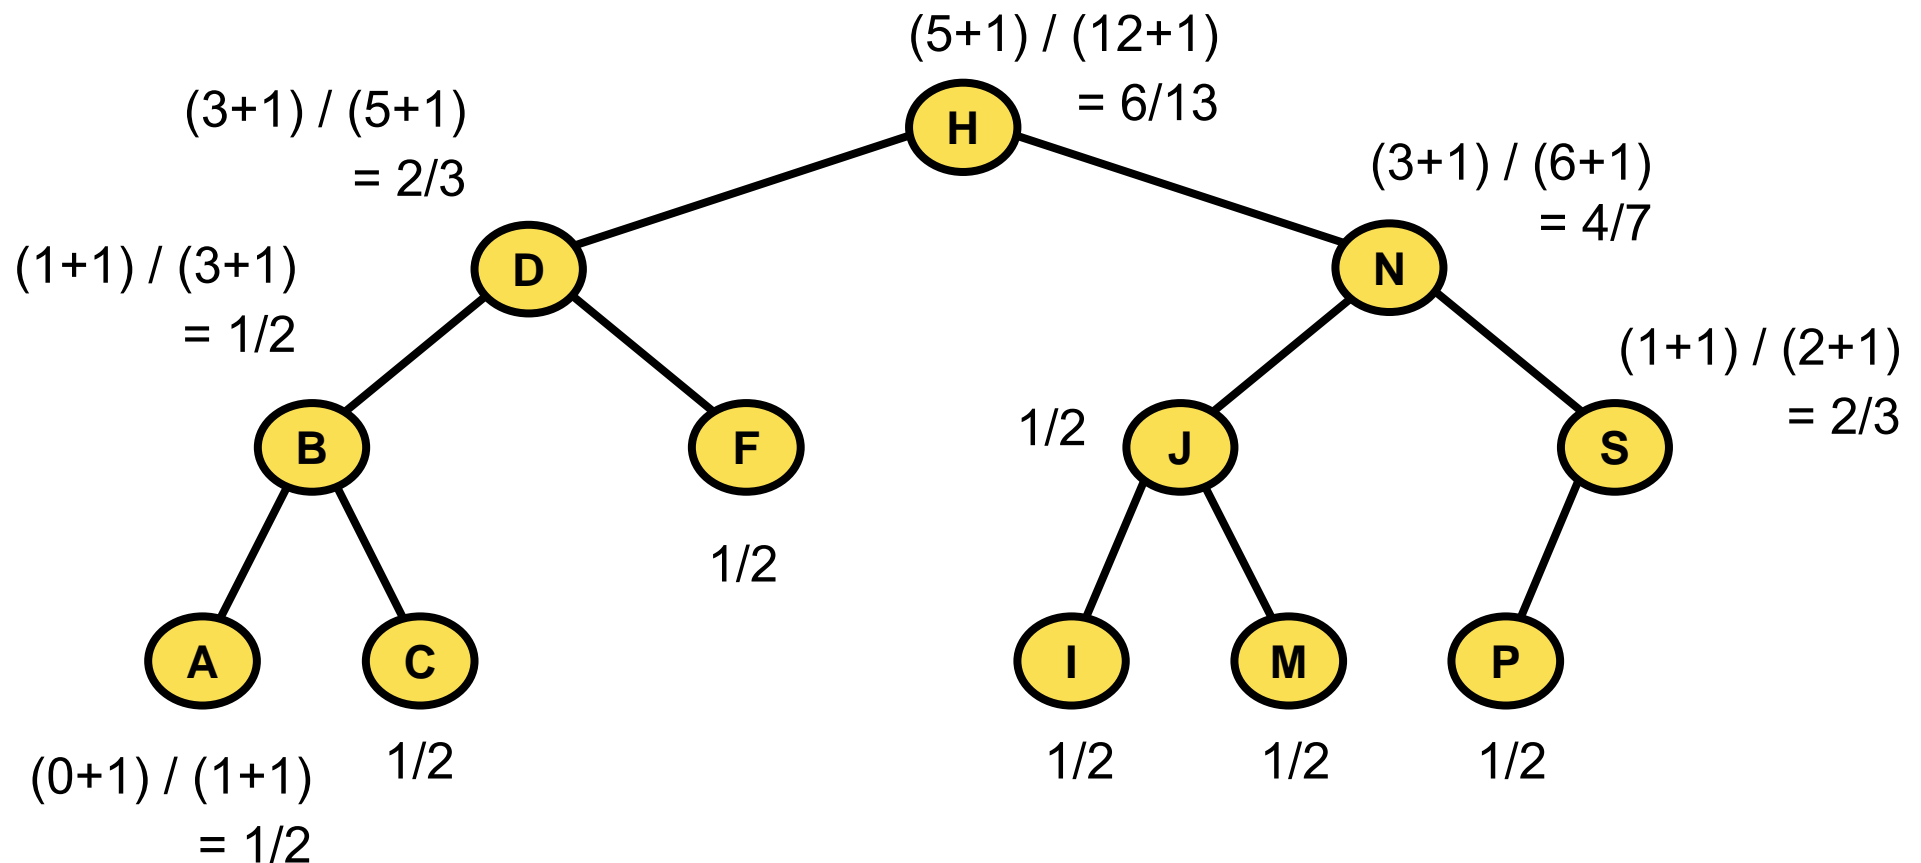 (5+1) / (12+1)
= 6/13
H
(3+1) / (5+1)
= 2/3
D
(3+1) / (6+1)
= 4/7
N
(1+1) / (3+1)
= 1/2
B
F
1/2
1/2
J
(1+1) / (2+1)
= 2/3
S
A
C
I
M
P
(0+1) / (1+1)
= 1/2
1/2
1/2
1/2
1/2